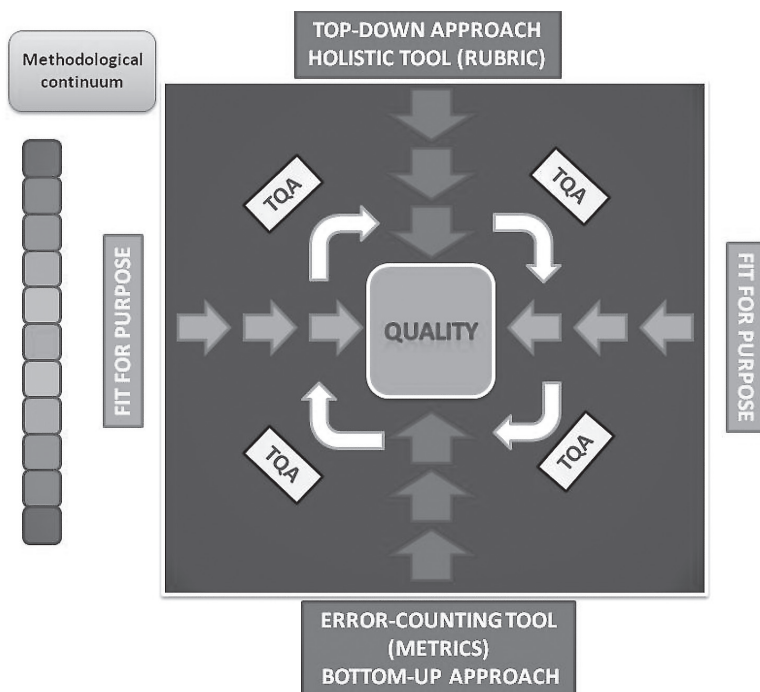 Methodological
continuum
TOP-DOWN APPROACH
HOLISTIC TOOL (RUBRIC)
TQA
TQA
FIT FOR PURPOSE
QUALITY
FIT FOR PURPOSE
TQA
TQA
ERROR-COUNTING TOOL
(METRICS)
BOTTOM-UP APPROACH